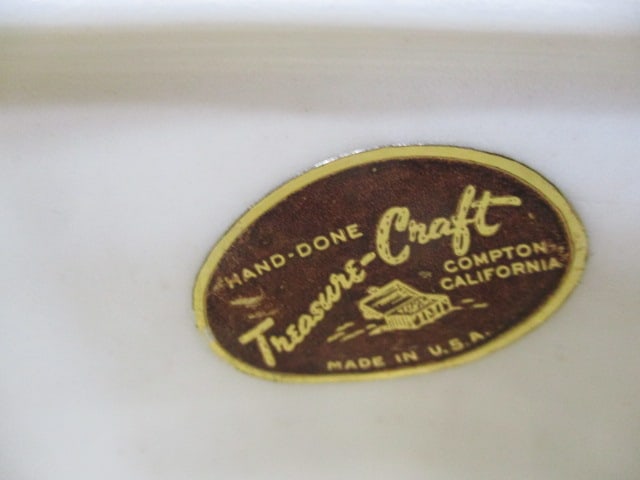 HAND-DONE
Treasure-Craft
COMPTON
CALIFORNIA
MADE IN U.S.A.